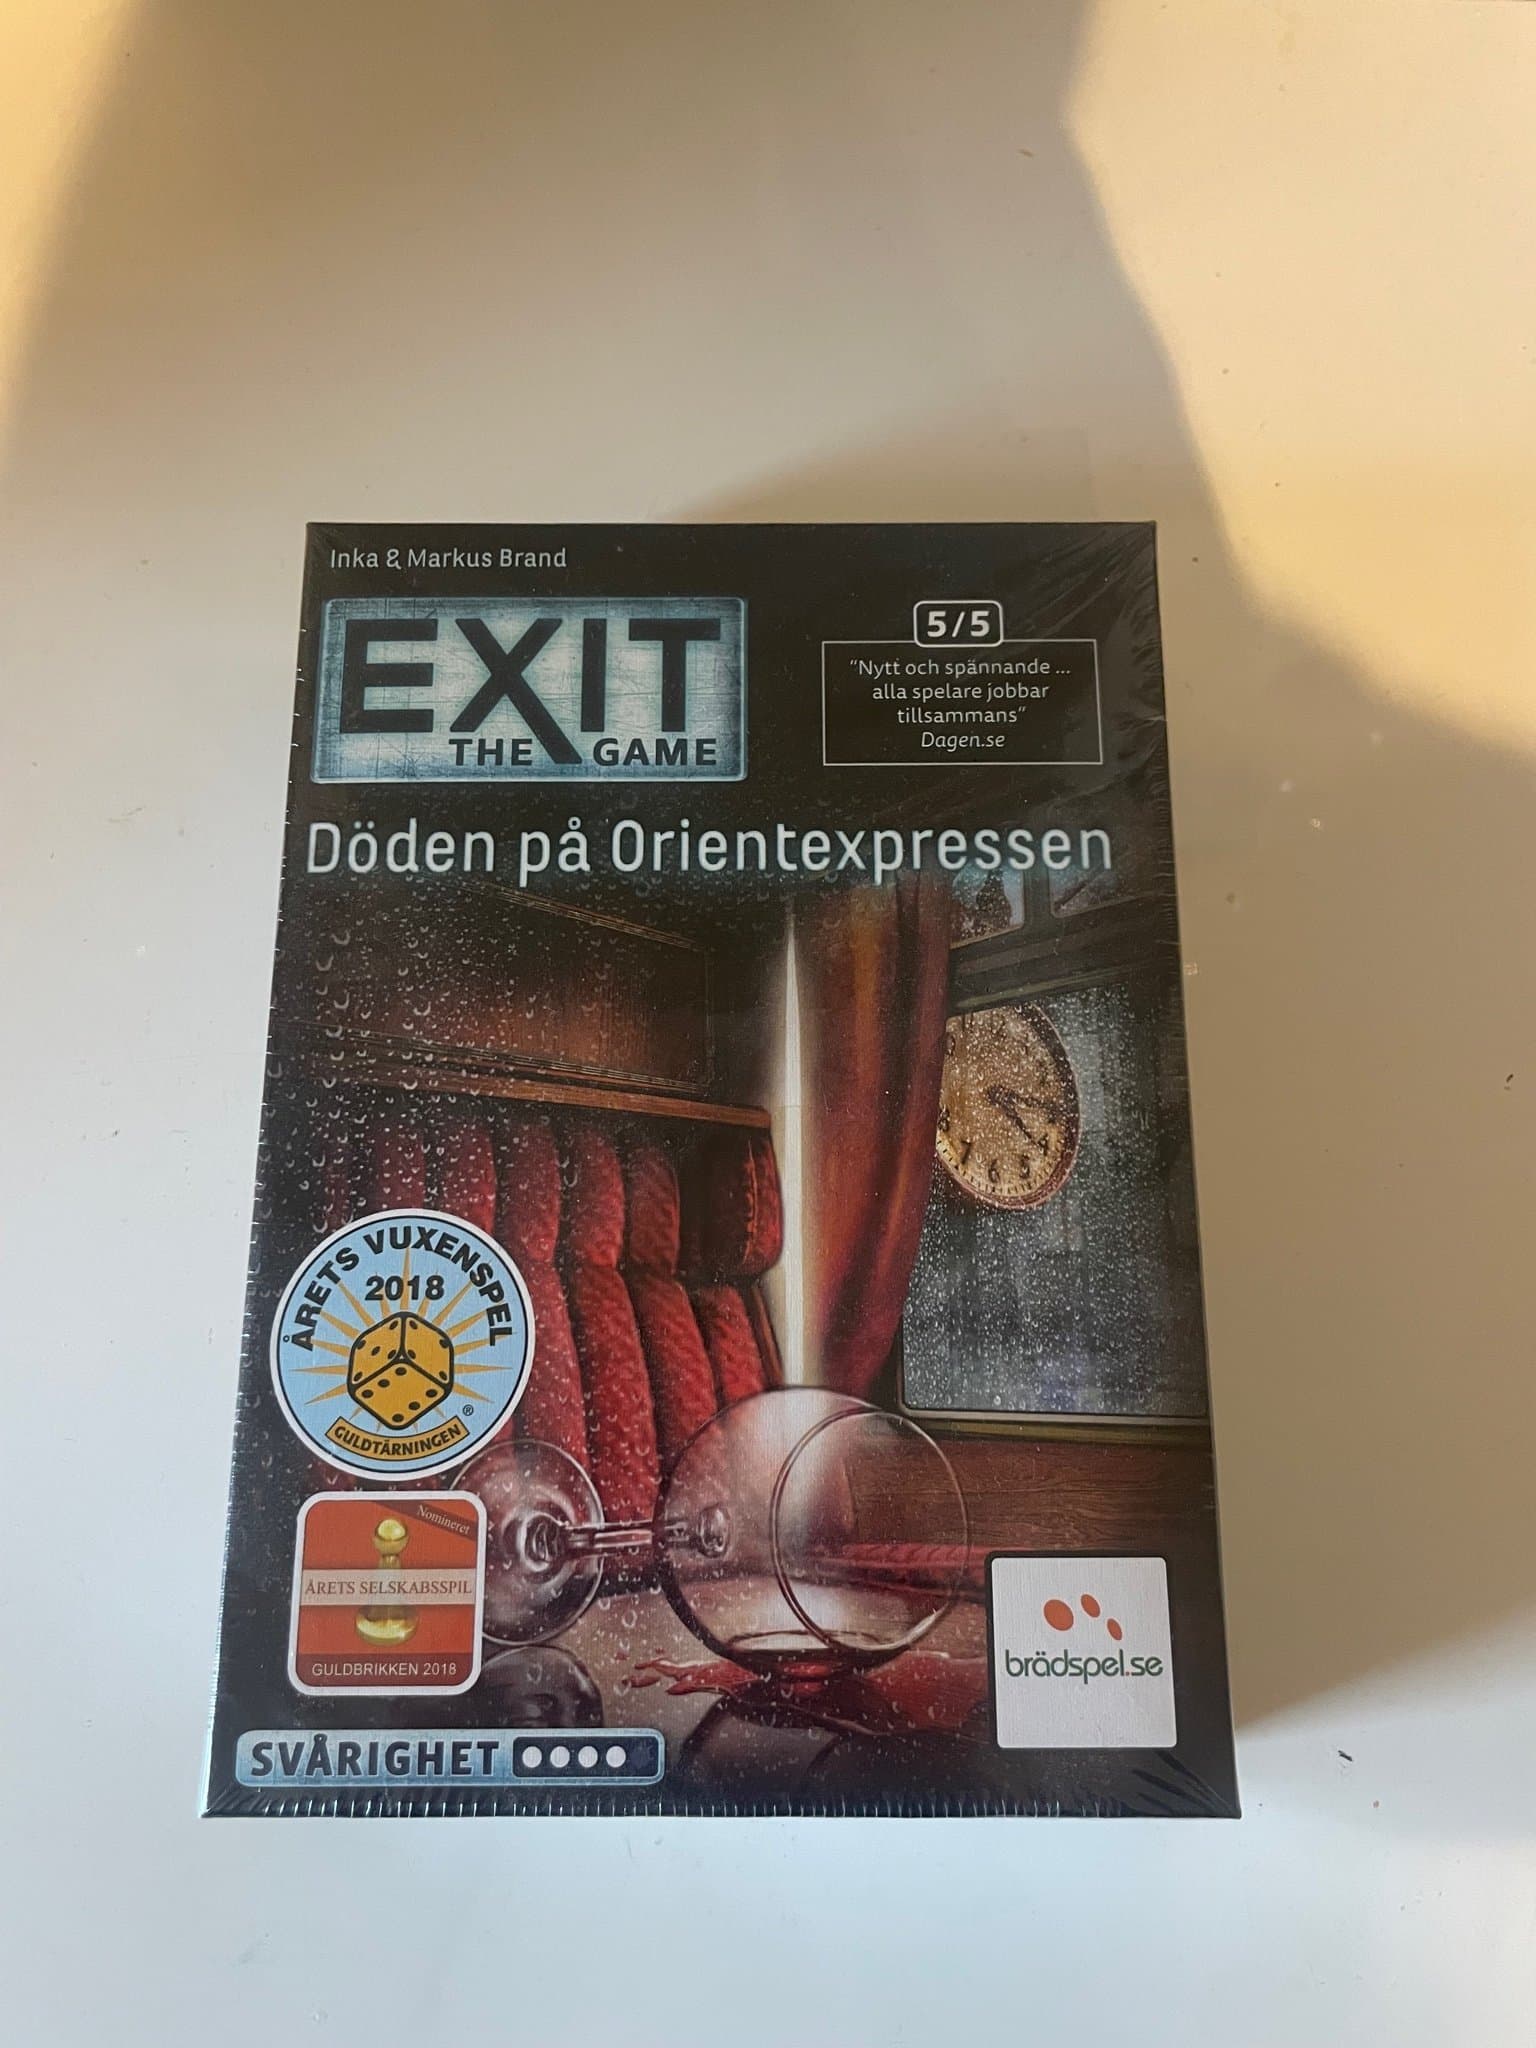 Inka & Markus Brand
EXIT
THE GAME
5/5
"Nytt och spännande ...
alla spelare jobbar
tillsammans"
Dagen.se
Döden på Orientexpressen
ÅRETS VUXENSPEL
2018
GULDTÄRNINGEN
®
Nomineret
ÅRETS SELSKABSSPIL
GULDBRIKKEN 2018
brädspel.se
SVÅRIGHET